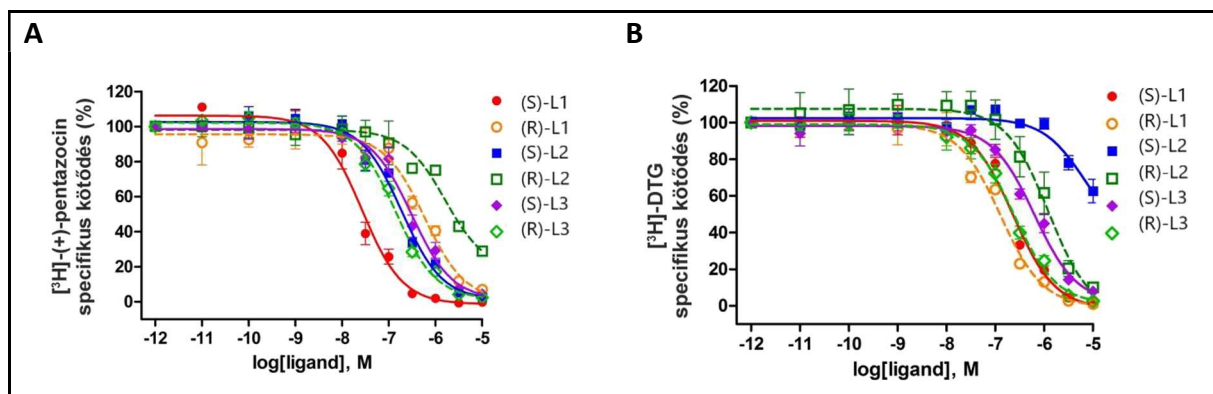 A
[³H]-(+)-pentazocin
specifikus kötődés (%)
120
100
80
60
40
20
0
-12 -11 -10 -9 -8 -7 -6 -5
log[ligand], M
(S)-L1
(R)-L1
(S)-L2
(R)-L2
(S)-L3
(R)-L3
B
[³H]-DTG
specifikus kötődés (%)
120
100
80
60
40
20
0
-12 -11 -10 -9 -8 -7 -6 -5
log[ligand], M
(S)-L1
(R)-L1
(S)-L2
(R)-L2
(S)-L3
(R)-L3